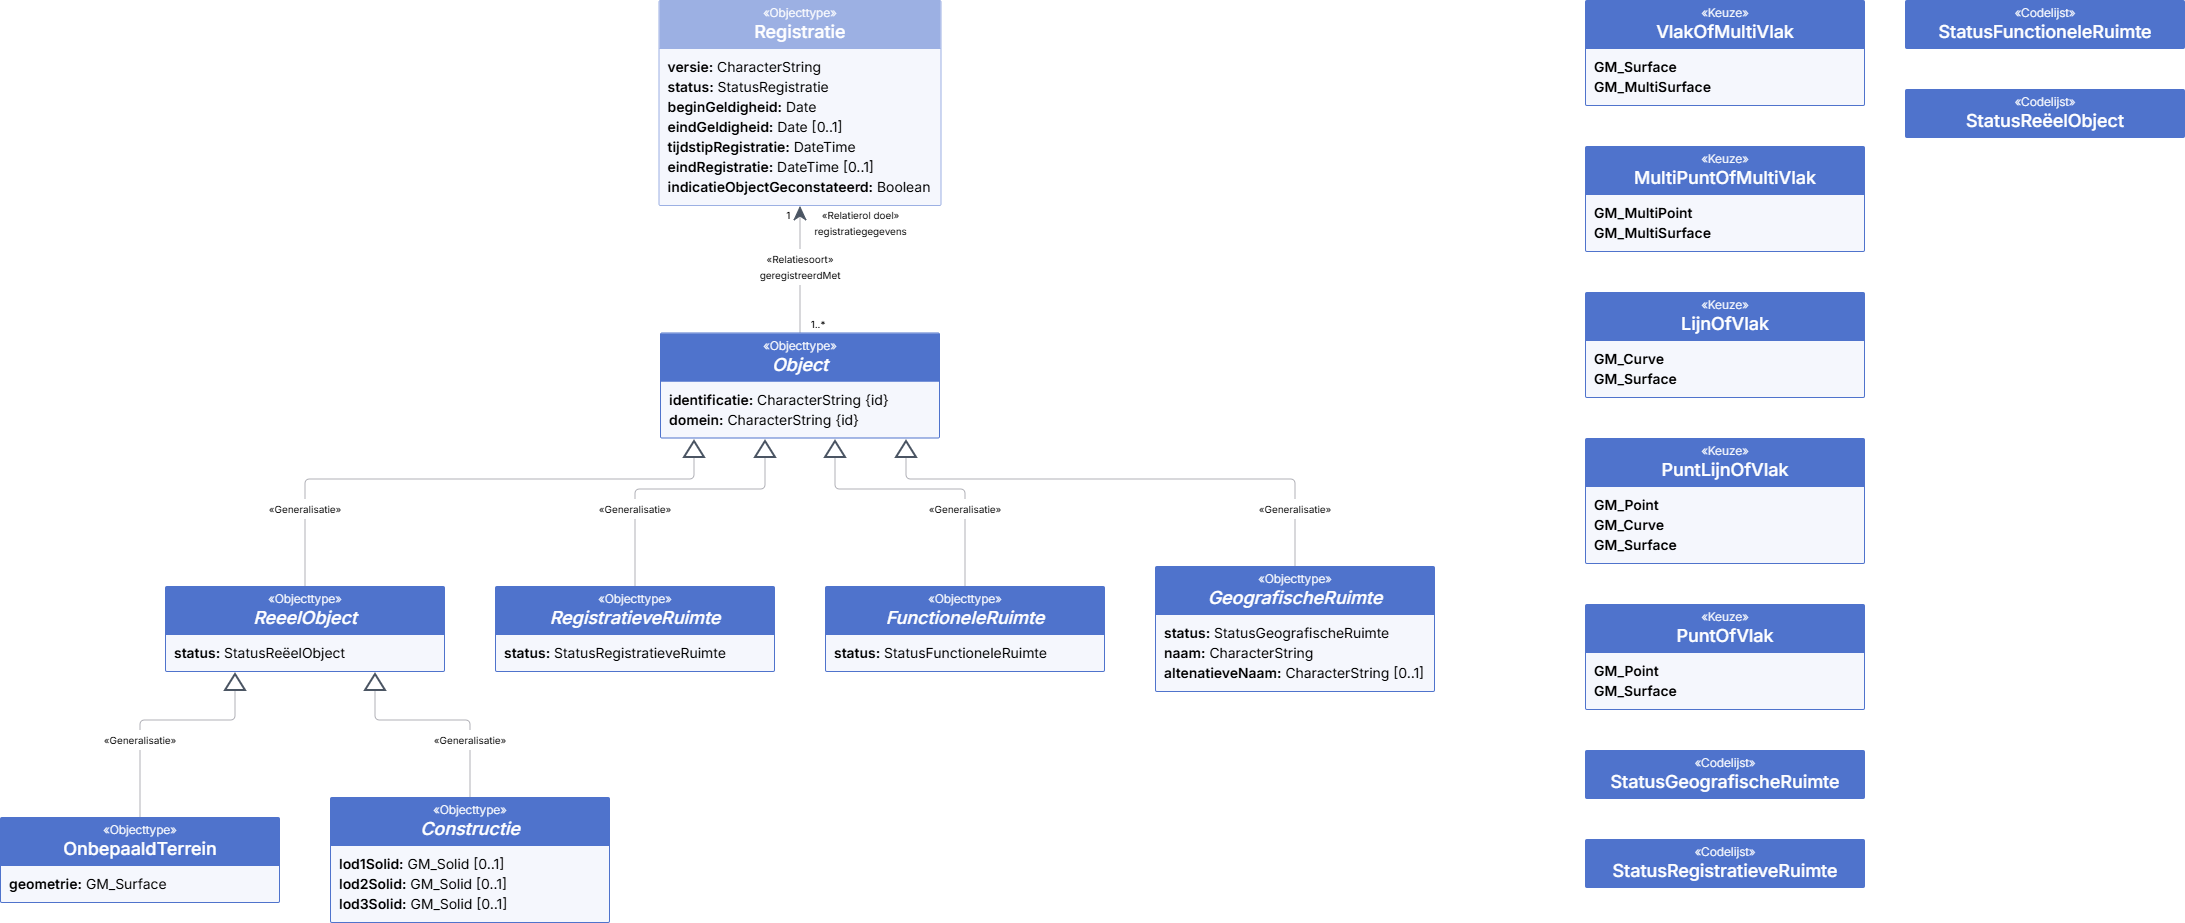 «Objecttype»
Registratie
versie: CharacterString
status: StatusRegistratie
beginGeldigheid: Date
eindGeldigheid: Date [0..1]
tijdstipRegistratie: DateTime
eindRegistratie: DateTime [0..1]
indicatieObjectGeconstateerd: Boolean
1
«Relatierol doel»
registratiegegevens
«Relatiesoort»
geregistreerdMet
1..*
«Objecttype»
Object
identificatie: CharacterString {id}
domein: CharacterString {id}
«Generalisatie»
«Generalisatie»
«Generalisatie»
«Generalisatie»
«Objecttype»
ReeelObject
status: StatusReëelObject
«Objecttype»
RegistratieveRuimte
status: StatusRegistratieveRuimte
«Objecttype»
FunctioneleRuimte
status: StatusFunctioneleRuimte
«Objecttype»
GeografischeRuimte
status: StatusGeografischeRuimte
naam: CharacterString
altenatieveNaam: CharacterString [0..1]
«Generalisatie»
«Generalisatie»
«Objecttype»
OnbepaaldTerrein
geometrie: GM_Surface
«Objecttype»
Constructie
lod1Solid: GM_Solid [0..1]
lod2Solid: GM_Solid [0..1]
lod3Solid: GM_Solid [0..1]
«Keuze»
VlakOfMultiVlak
GM_Surface
GM_MultiSurface
«Keuze»
MultiPuntOfMultiVlak
GM_MultiPoint
GM_MultiSurface
«Keuze»
LijnOfVlak
GM_Curve
GM_Surface
«Keuze»
PuntLijnOfVlak
GM_Point
GM_Curve
GM_Surface
«Keuze»
PuntOfVlak
GM_Point
GM_Surface
«Codelijst»
StatusGeografischeRuimte
«Codelijst»
StatusRegistratieveRuimte
«Codelijst»
StatusFunctioneleRuimte
«Codelijst»
StatusReëelObject